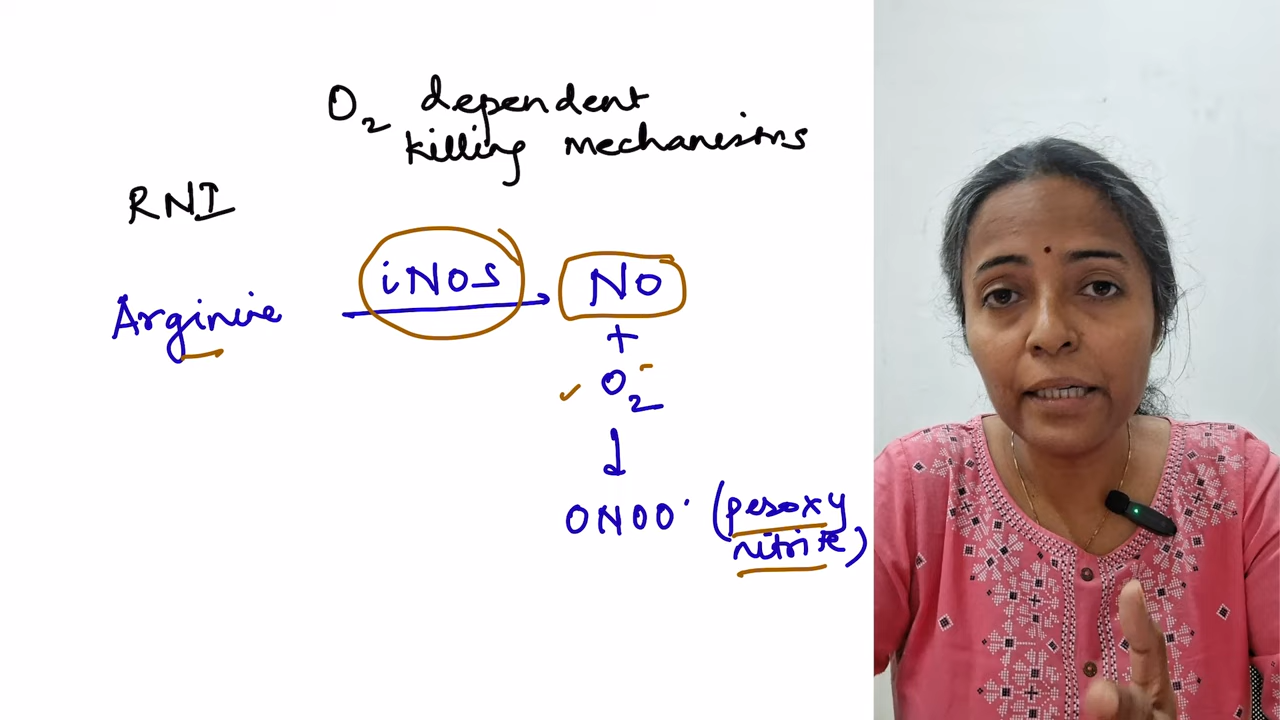 O₂ dependent
killing mechanisms
RNI
Arginine iNOS NO
+
✓ O₂⁻
↓
ONOO· (peroxy
nitrite)